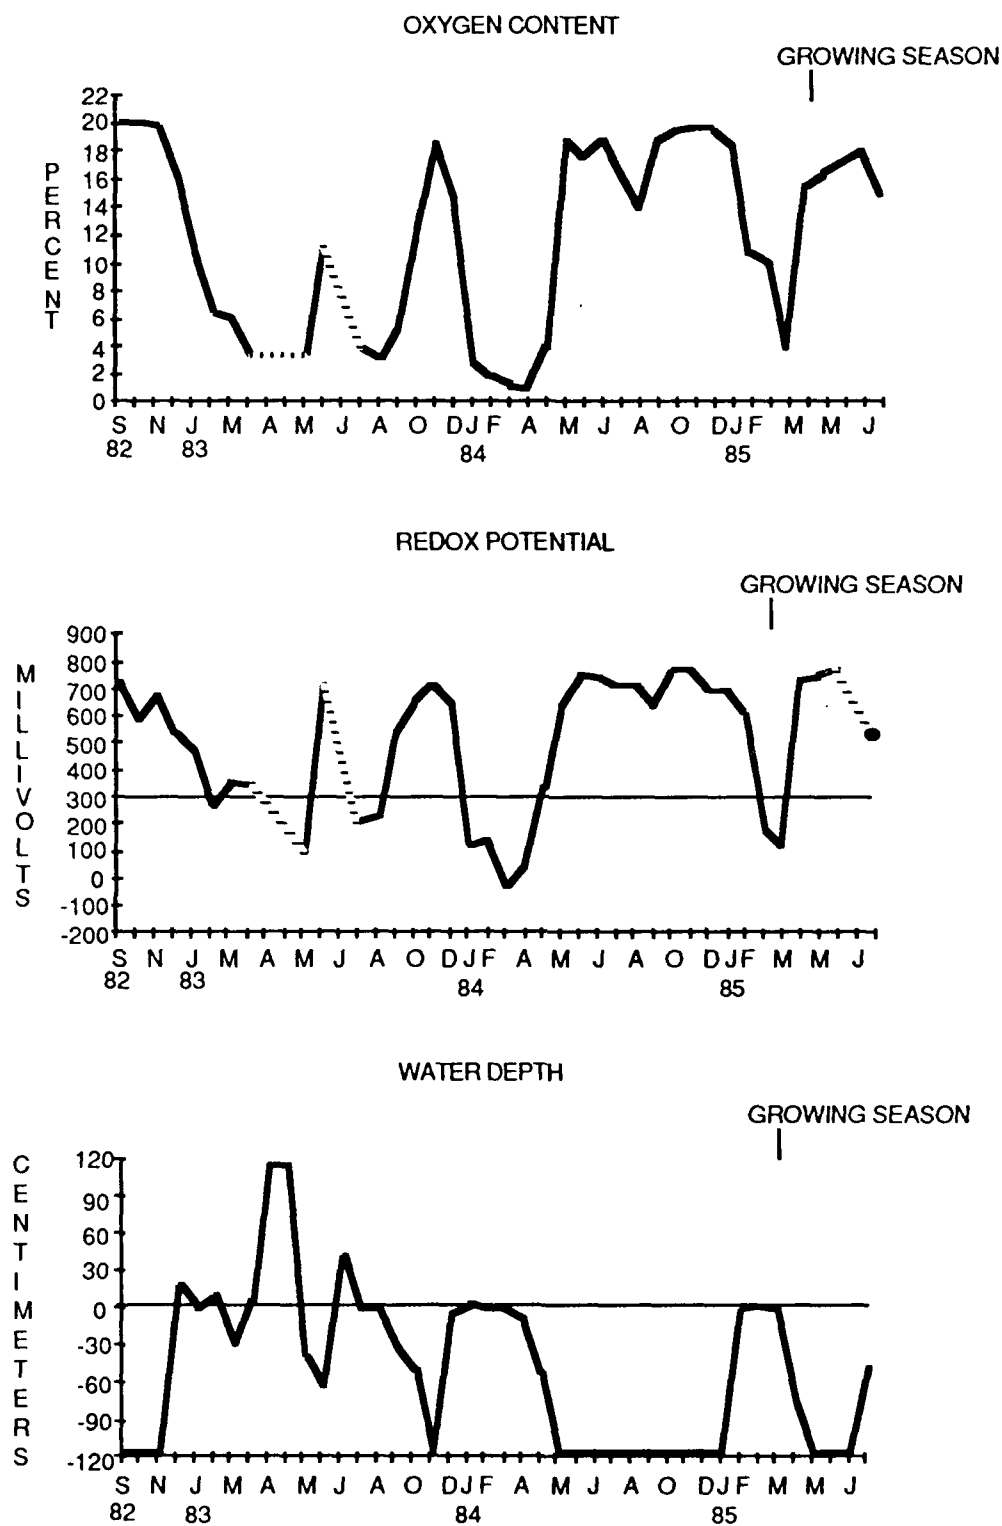 OXYGEN CONTENT
GROWING SEASON
PERCENT
22
20
18
16
14
12
10
8
6
4
2
0
S N J M A M J A O D J F A M J A O D J F M M J
82 83 84 85
REDOX POTENTIAL
GROWING SEASON
MILLIVOLTS
900
800
700
600
500
400
300
200
100
0
-100
-200
S N J M A M J A O D J F A M J A O D J F M M J
82 83 84 85
WATER DEPTH
GROWING SEASON
CENTIMETERS
120
90
60
30
0
-30
-60
-90
-120
S N J M A M J A O D J F A M J A O D J F M M J
82 83 84 85